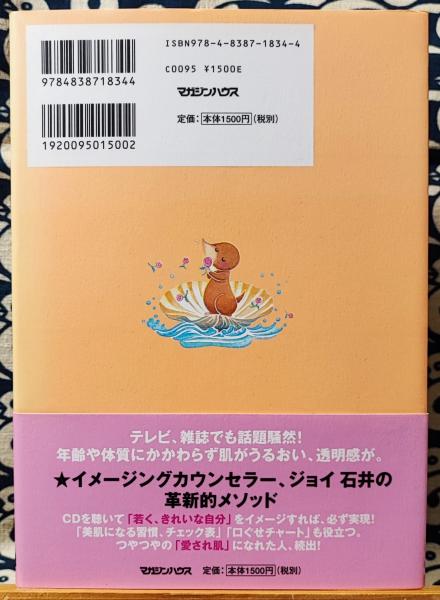 ISBN978-4-8387-1834-4
C0095 ¥1500E
マガジンハウス
定価：本体1500円（税別）
9784838718344
1920095015002
テレビ、雑誌でも話題騒然！
年齢や体質にかかわらず肌がうるおい、透明感が。
★イメージングカウンセラー、ジョイ 石井の
革新的メソッド
CDを聴いて「若く、きれいな自分」をイメージすれば、必ず実現！
「美肌になる習慣、チェック表」「口ぐせチャート」も役立つ。
つやつやの「愛され肌」になれた人、続出！
マガジンハウス 定価：本体1500円（税別）